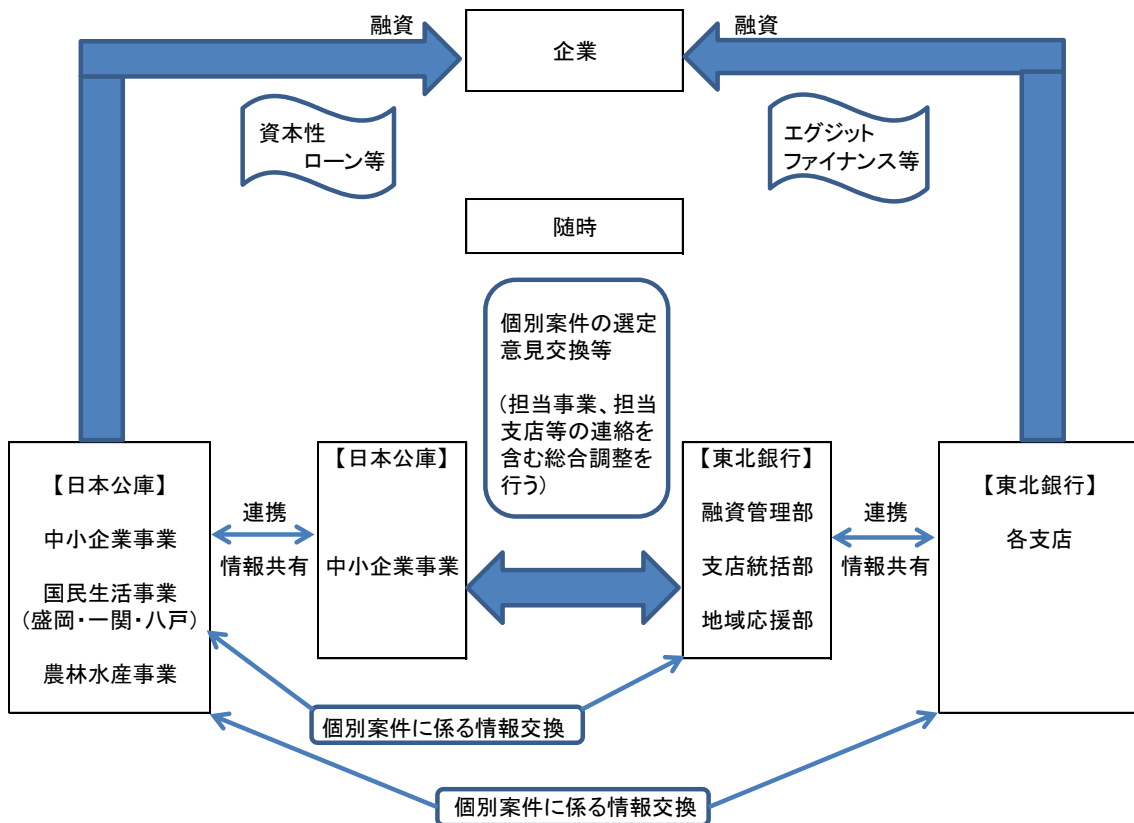 融資
企業
融資
資本性
ローン等
エグジット
ファイナンス等
随時
個別案件の選定
意見交換等
(担当事業、担当
支店等の連絡を
含む総合調整を
行う)
【日本公庫】
中小企業事業
国民生活事業
(盛岡・一関・八戸)
農林水産事業
連携
情報共有
【日本公庫】
中小企業事業
【東北銀行】
融資管理部
支店統括部
地域応援部
連携
情報共有
【東北銀行】
各支店
個別案件に係る情報交換
個別案件に係る情報交換